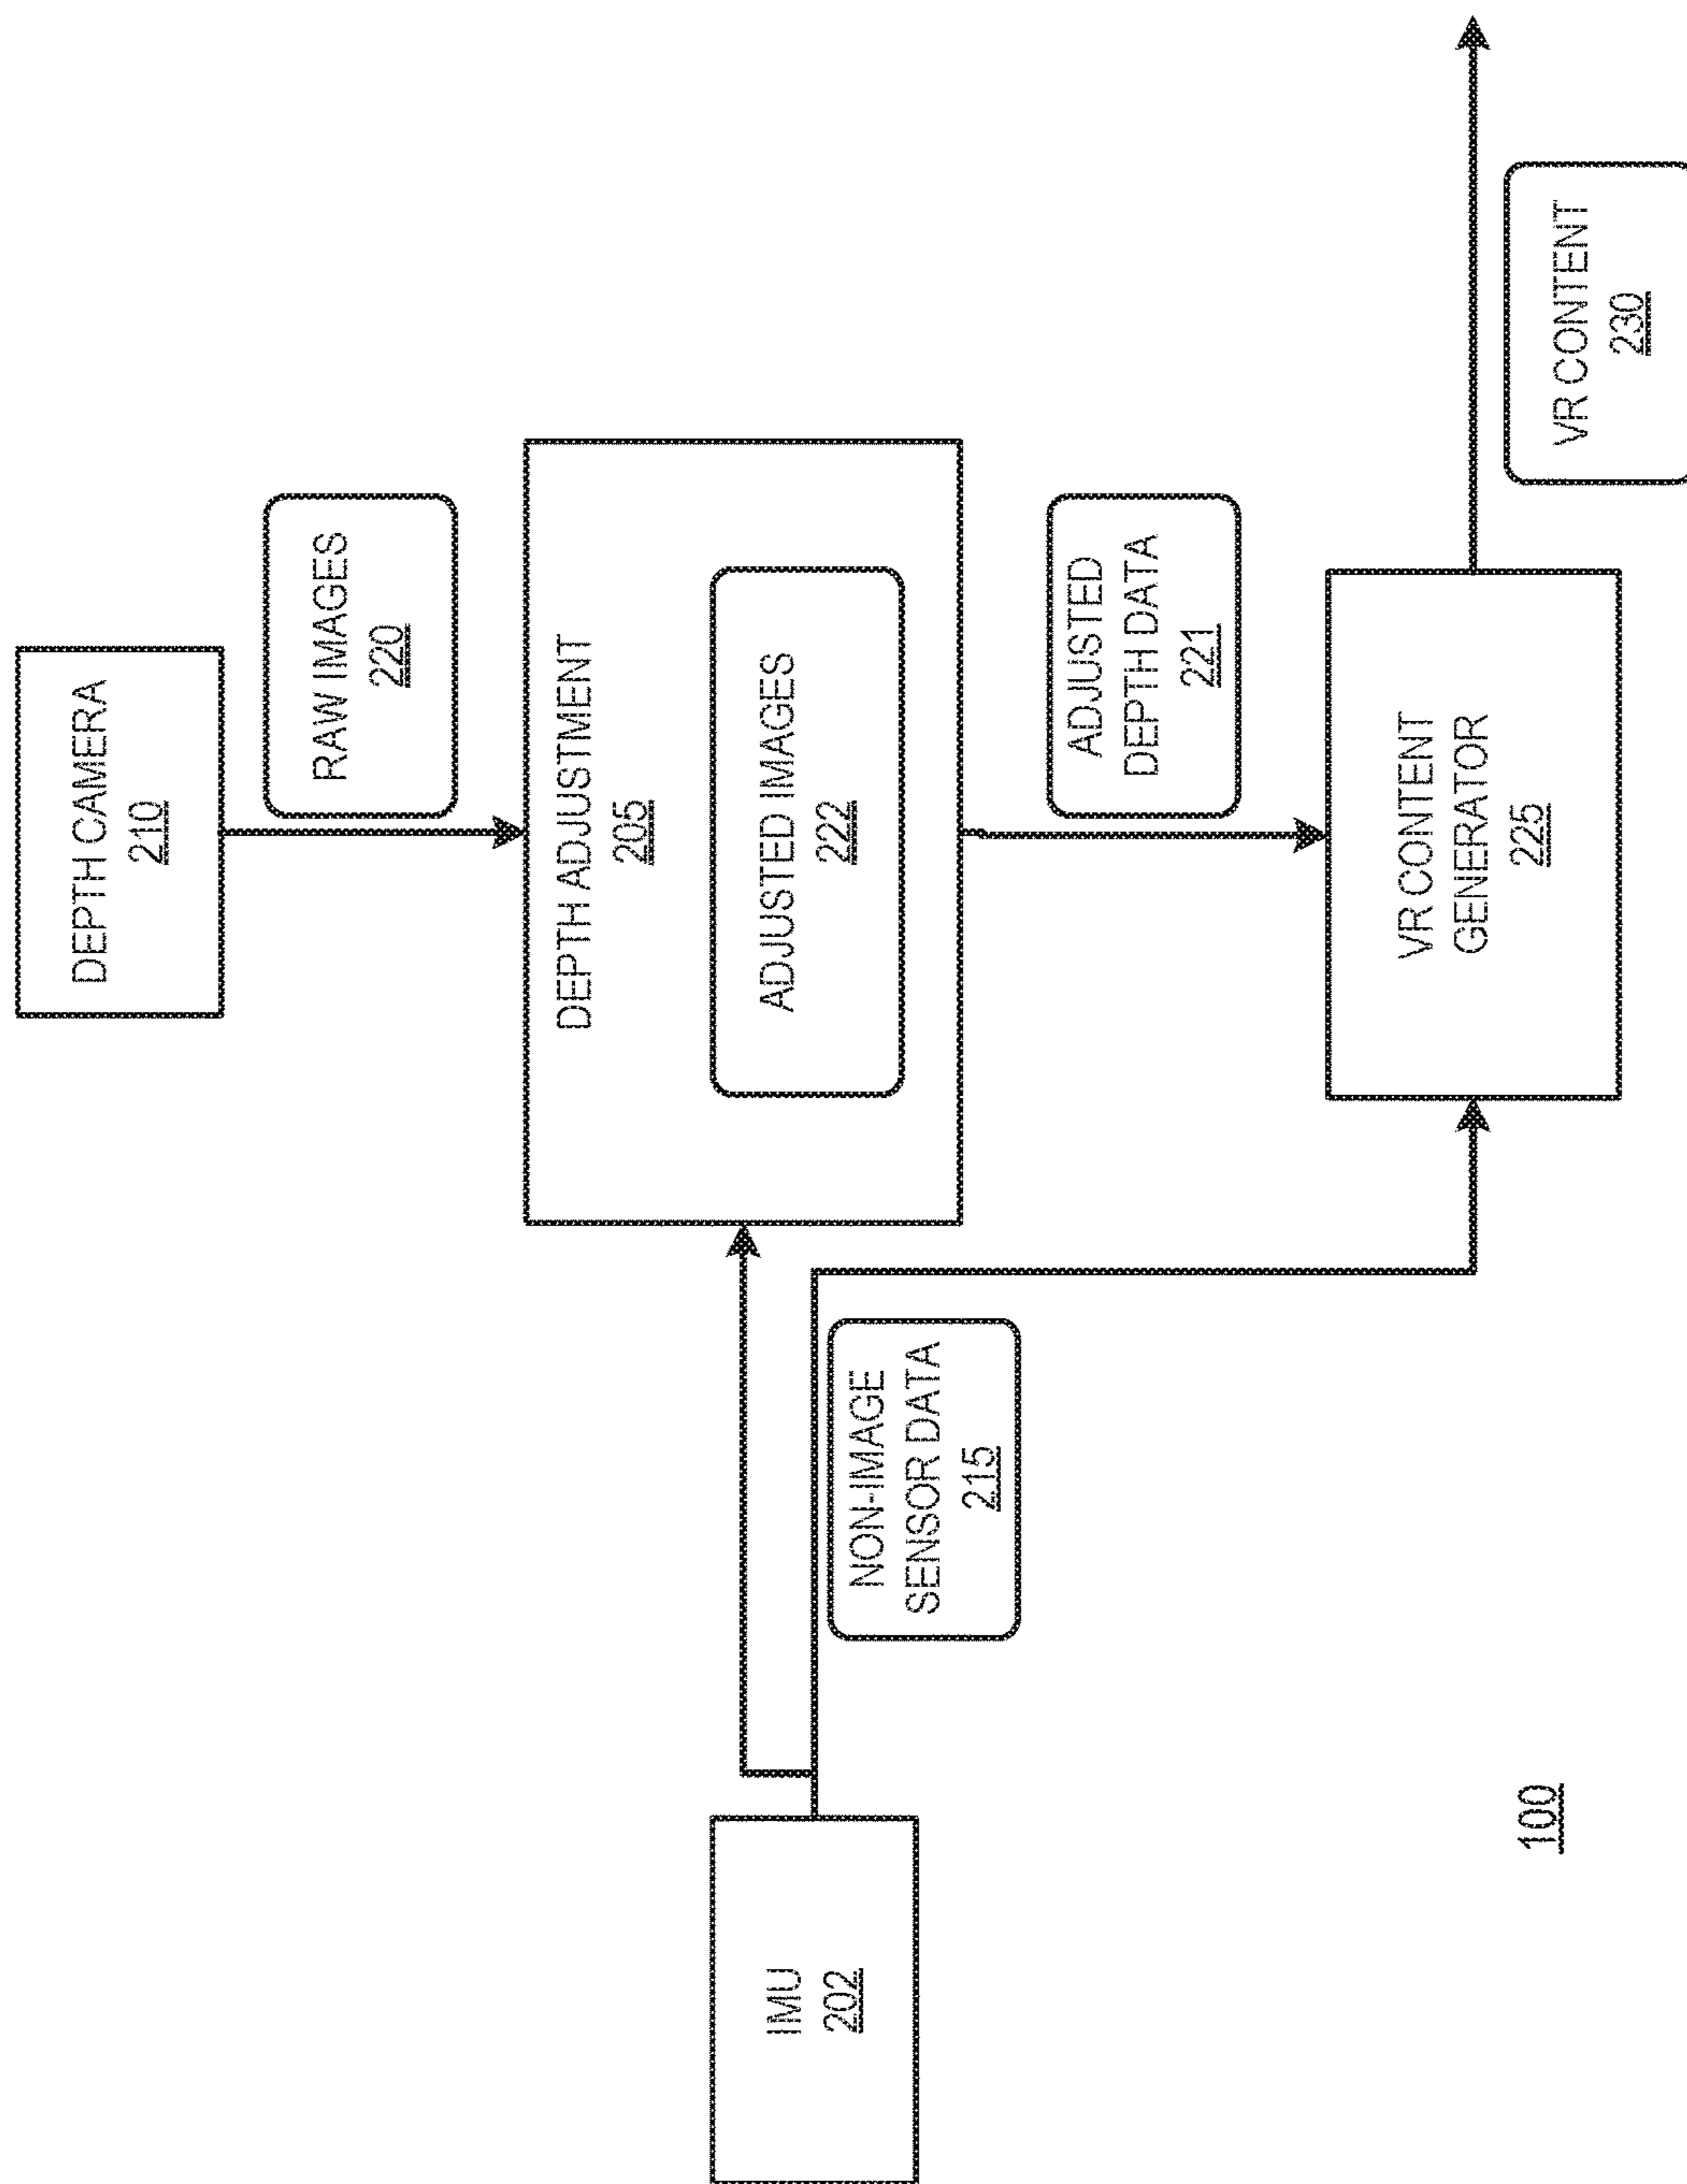 DEPTH CAMERA
210
RAW IMAGES
220
DEPTH ADJUSTMENT
205
ADJUSTED IMAGES
222
ADJUSTED
DEPTH DATA
221
IMU
202
NON-IMAGE
SENSOR DATA
215
VR CONTENT
GENERATOR
225
VR CONTENT
230
100